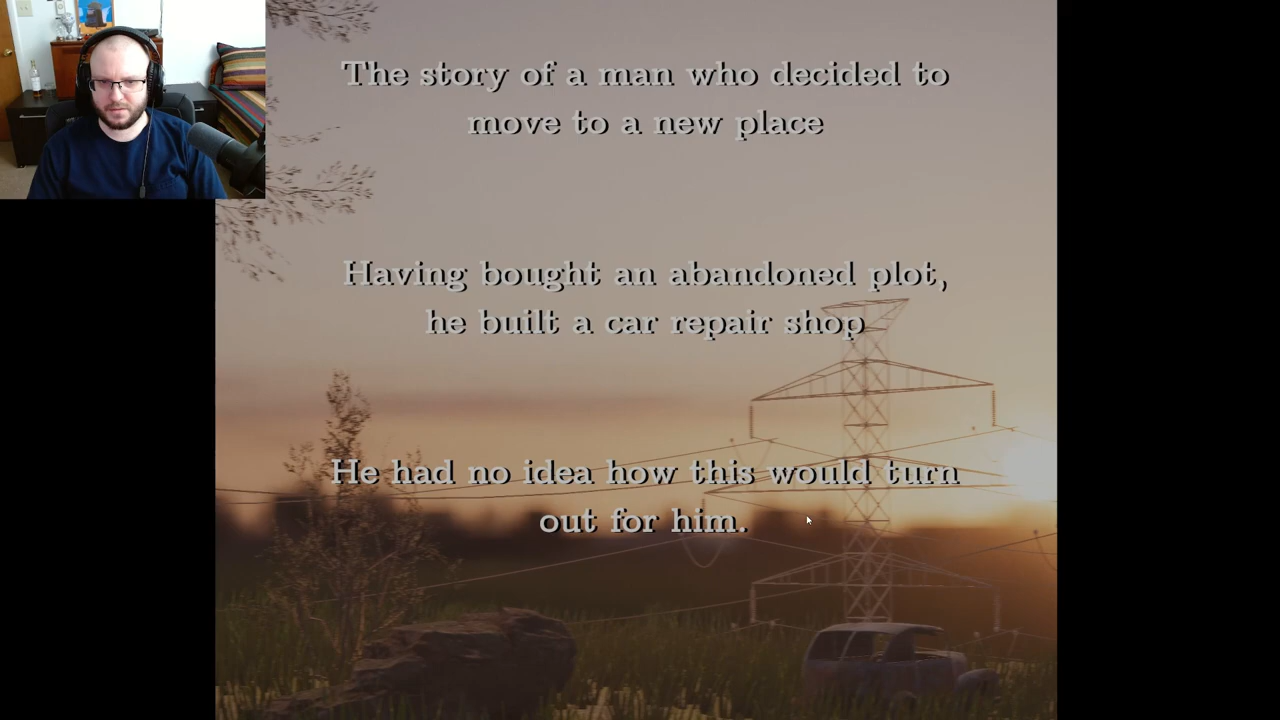 The story of a man who decided to
move to a new place
Having bought an abandoned plot,
he built a car repair shop
He had no idea how this would turn
out for him.